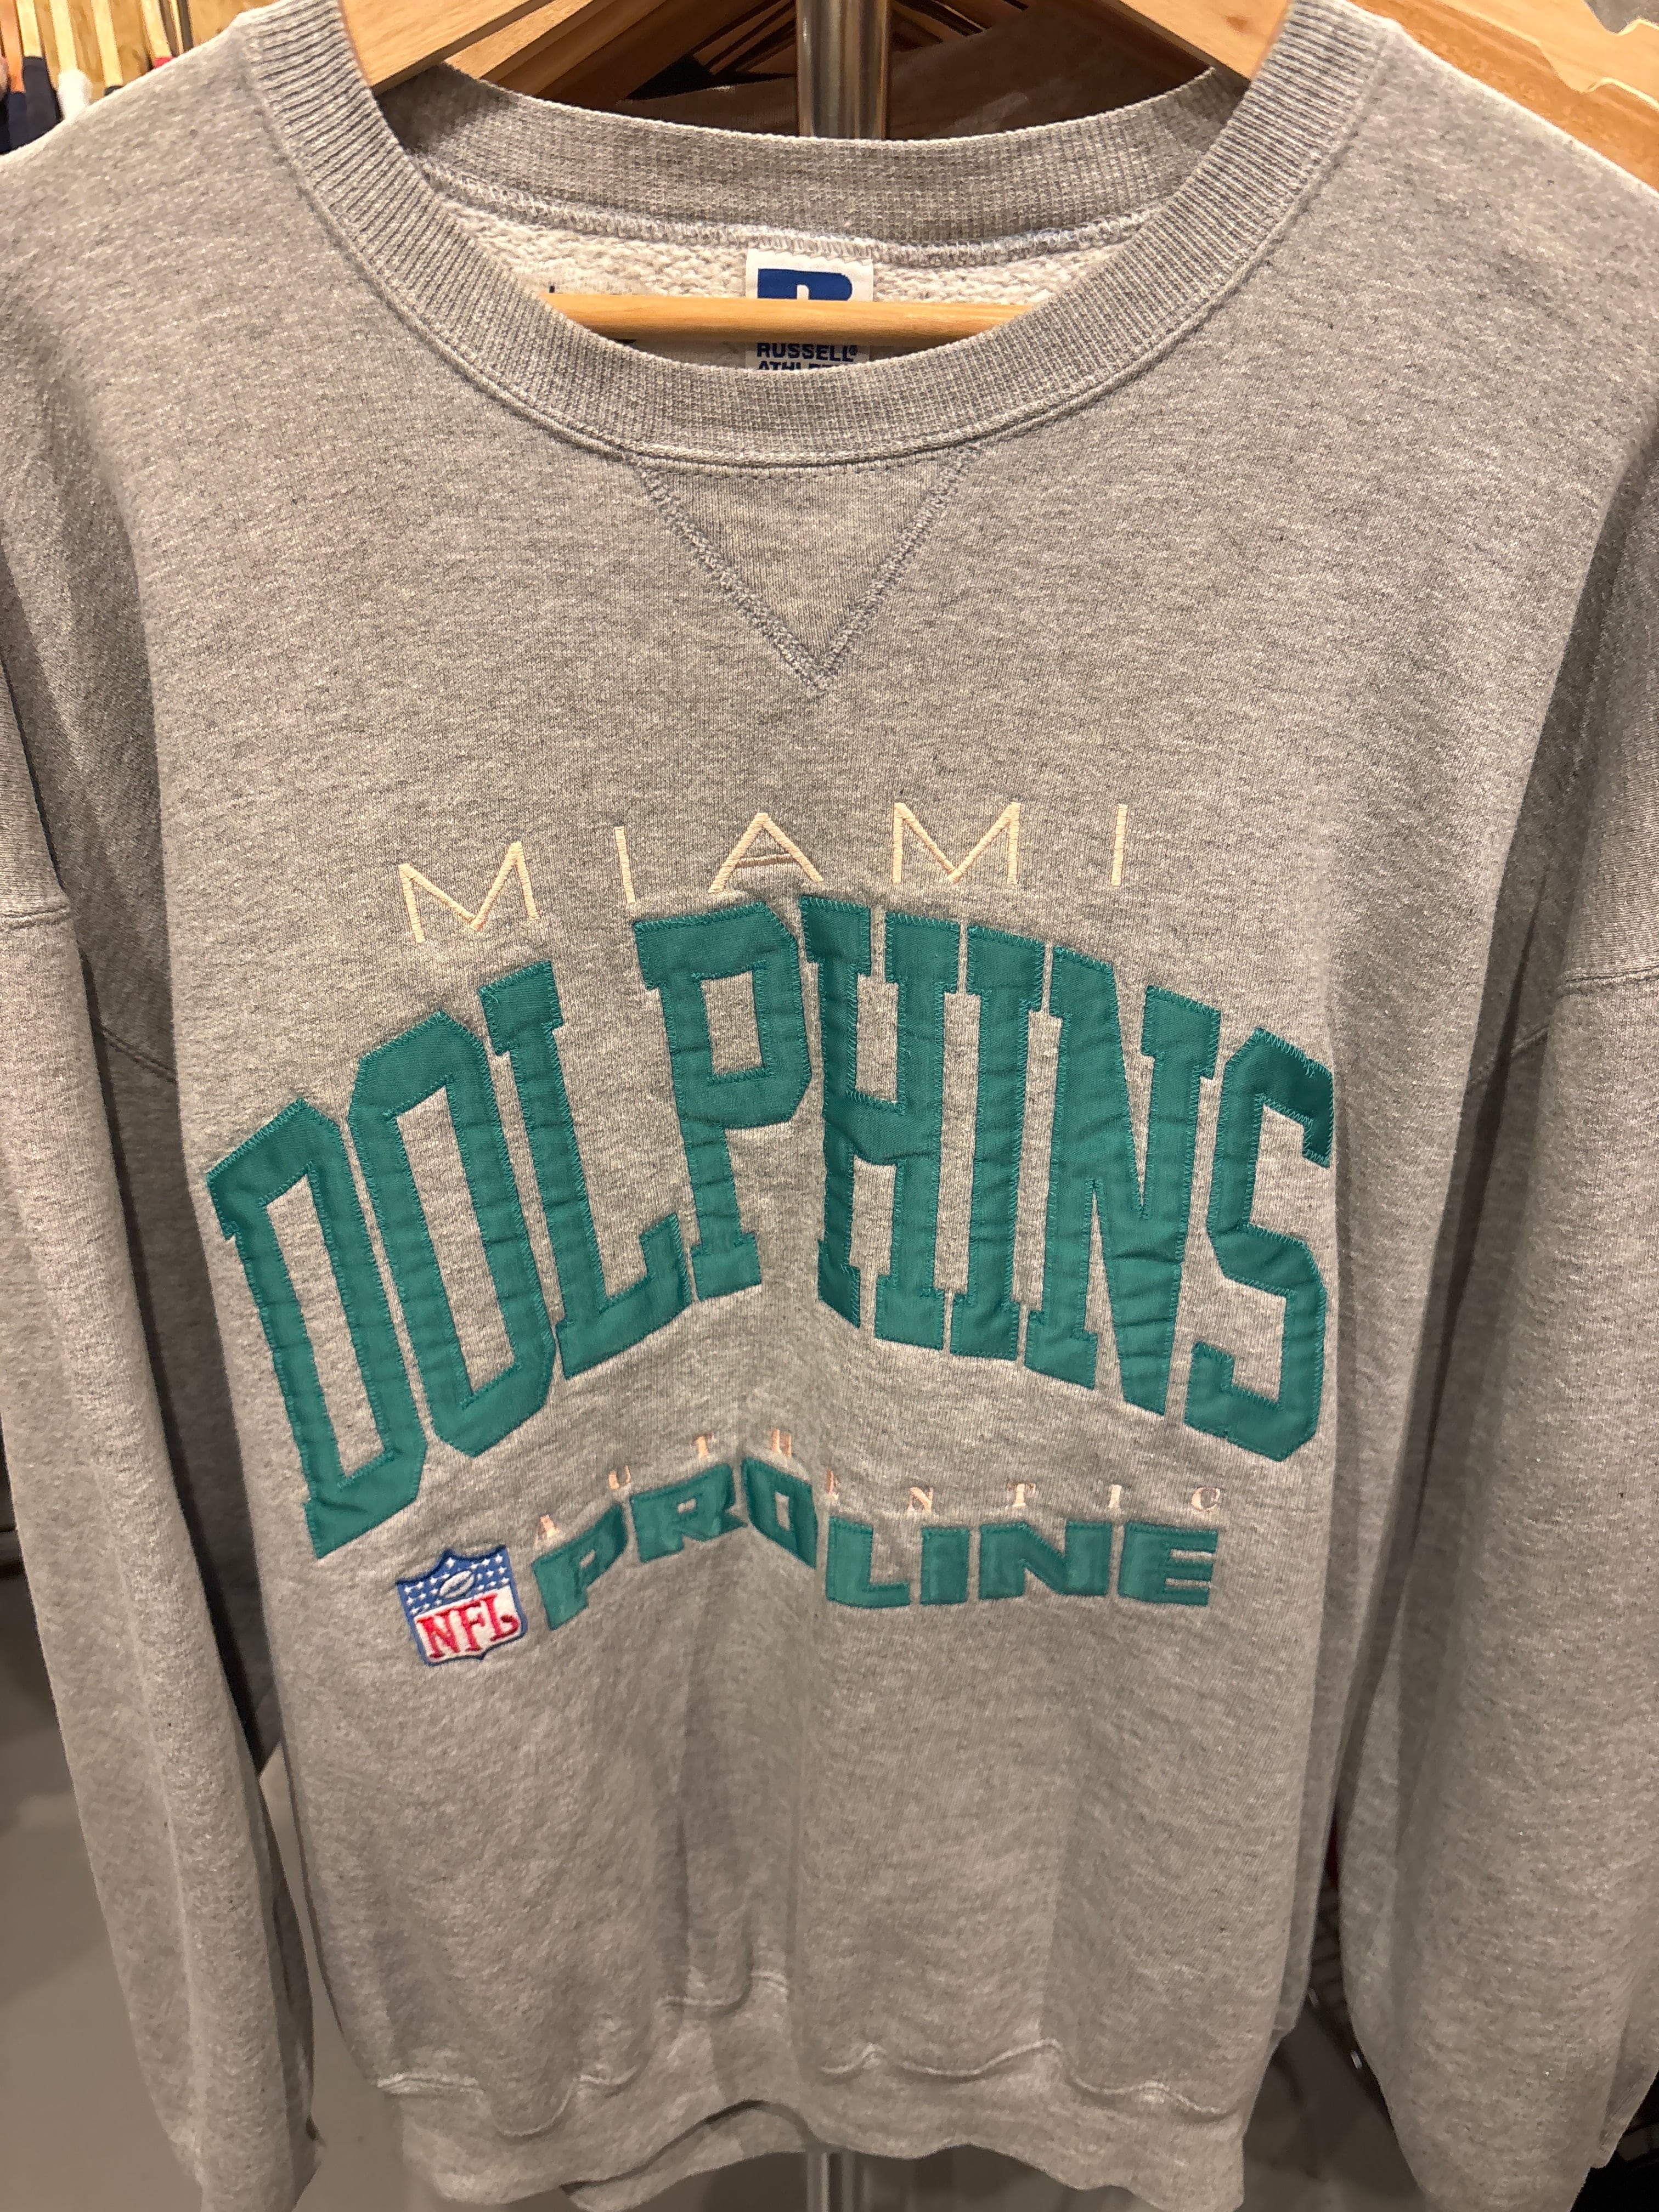 RUSSELL®
MIAMI
DOLPHINS
AUTHENTIC
PROLINE
NFL